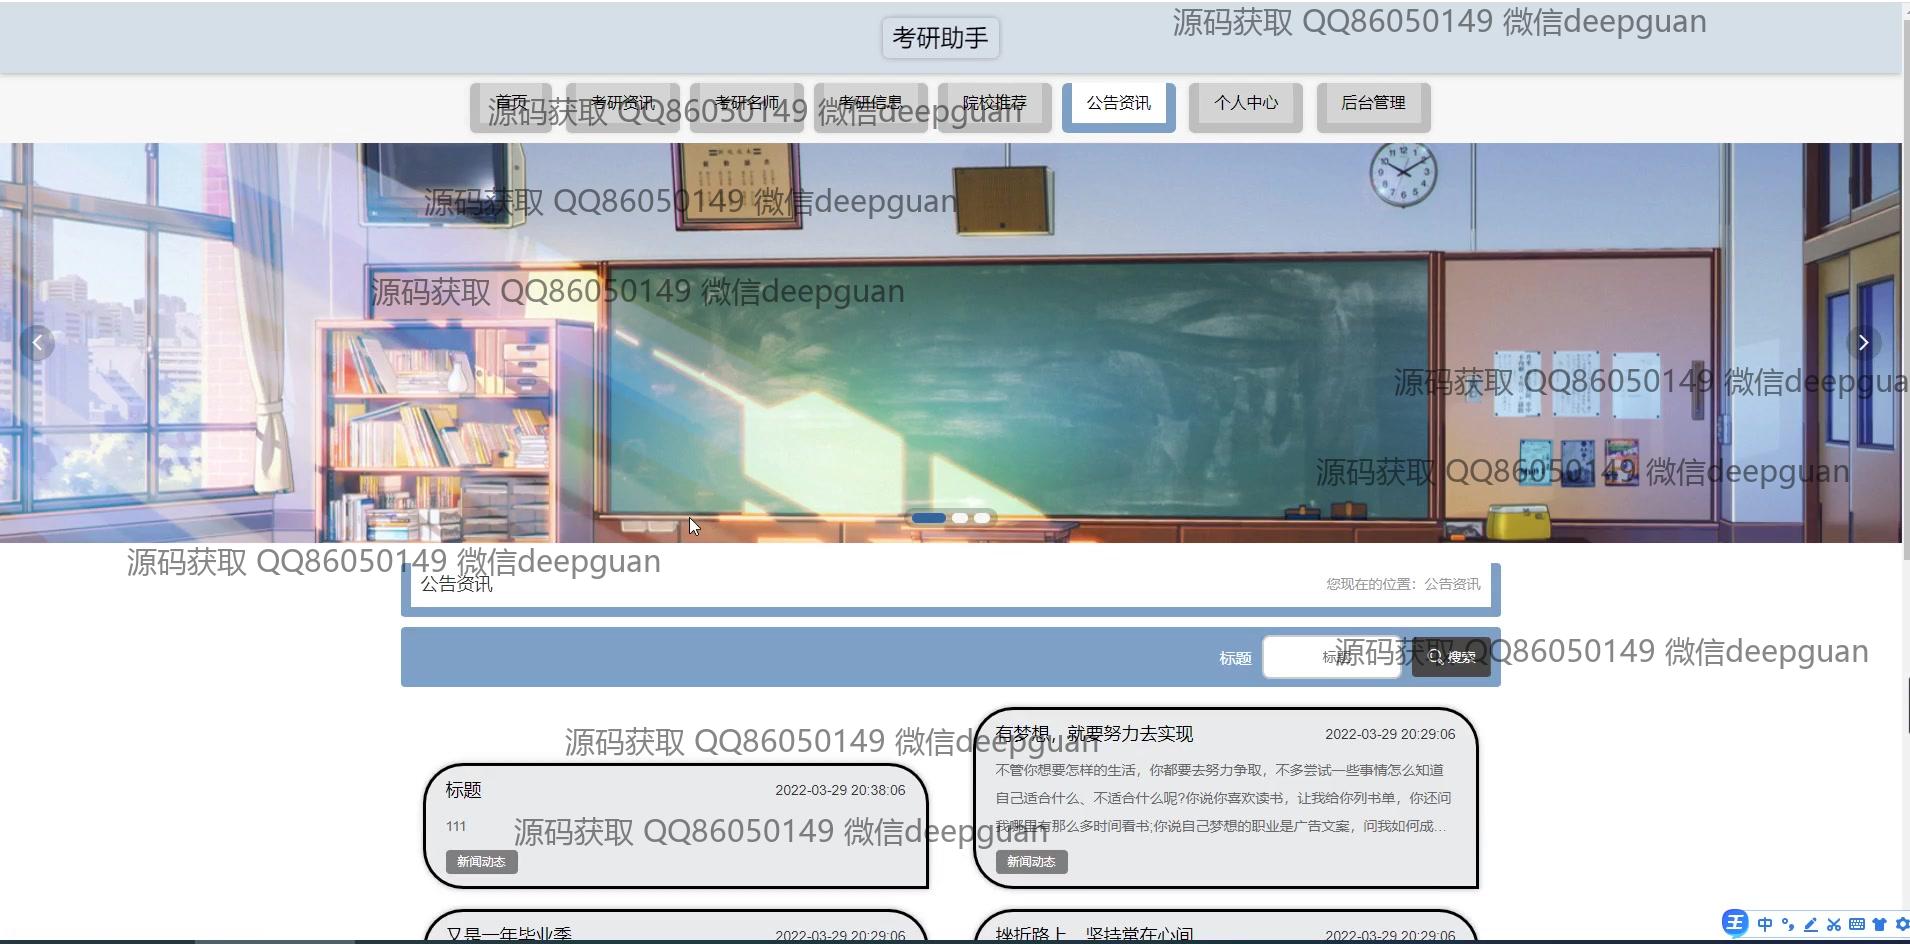 考研助手
源码获取 QQ86050149 微信deepguan
首页 考研资讯 考研名师 考研信息 院校推荐 公告资讯 个人中心 后台管理
源码获取 QQ86050149 微信deepguan
源码获取 QQ86050149 微信deepguan
源码获取 QQ86050149 微信deepguan
源码获取 QQ86050149 微信deepgua
源码获取 QQ86050149 微信deepguan
源码获取 QQ86050149 微信deepguan
公告资讯 您现在的位置：公告资讯
标题 标题 搜索
源码获取 QQ86050149 微信deepguan
源码获取 QQ86050149 微信deepguan
有梦想，就要努力去实现 2022-03-29 20:29:06
不管你想要怎样的生活，你都要去努力争取，不多尝试一些事情怎么知道
自己适合什么、不适合什么呢?你说你喜欢读书，让我给你列书单，你还问
我哪里有那么多时间看书;你说自己梦想的职业是广告文案，问我如何成...
新闻动态
标题 2022-03-29 20:38:06
111
源码获取 QQ86050149 微信deepguan
新闻动态
又是一年毕业季 2022-03-29 20:29:06
挫折路上，坚持常在心间 2022-03-29 20:29:06
中